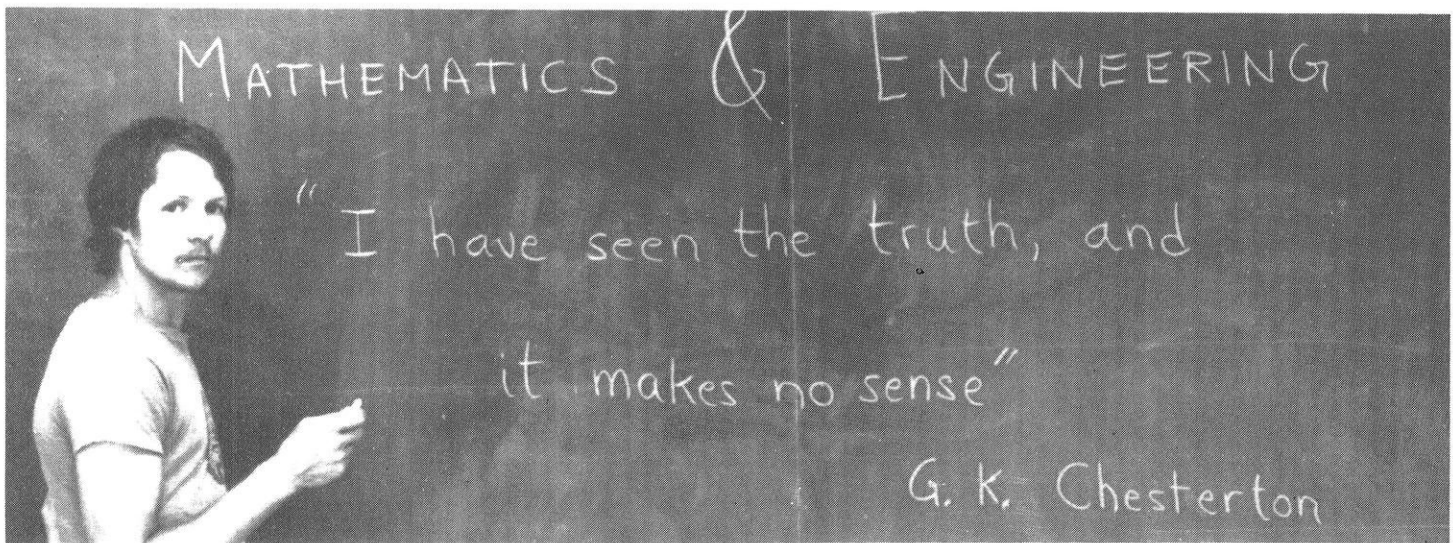 MATHEMATICS & ENGINEERING
"I have seen the truth, and
it makes no sense"
G. K. Chesterton